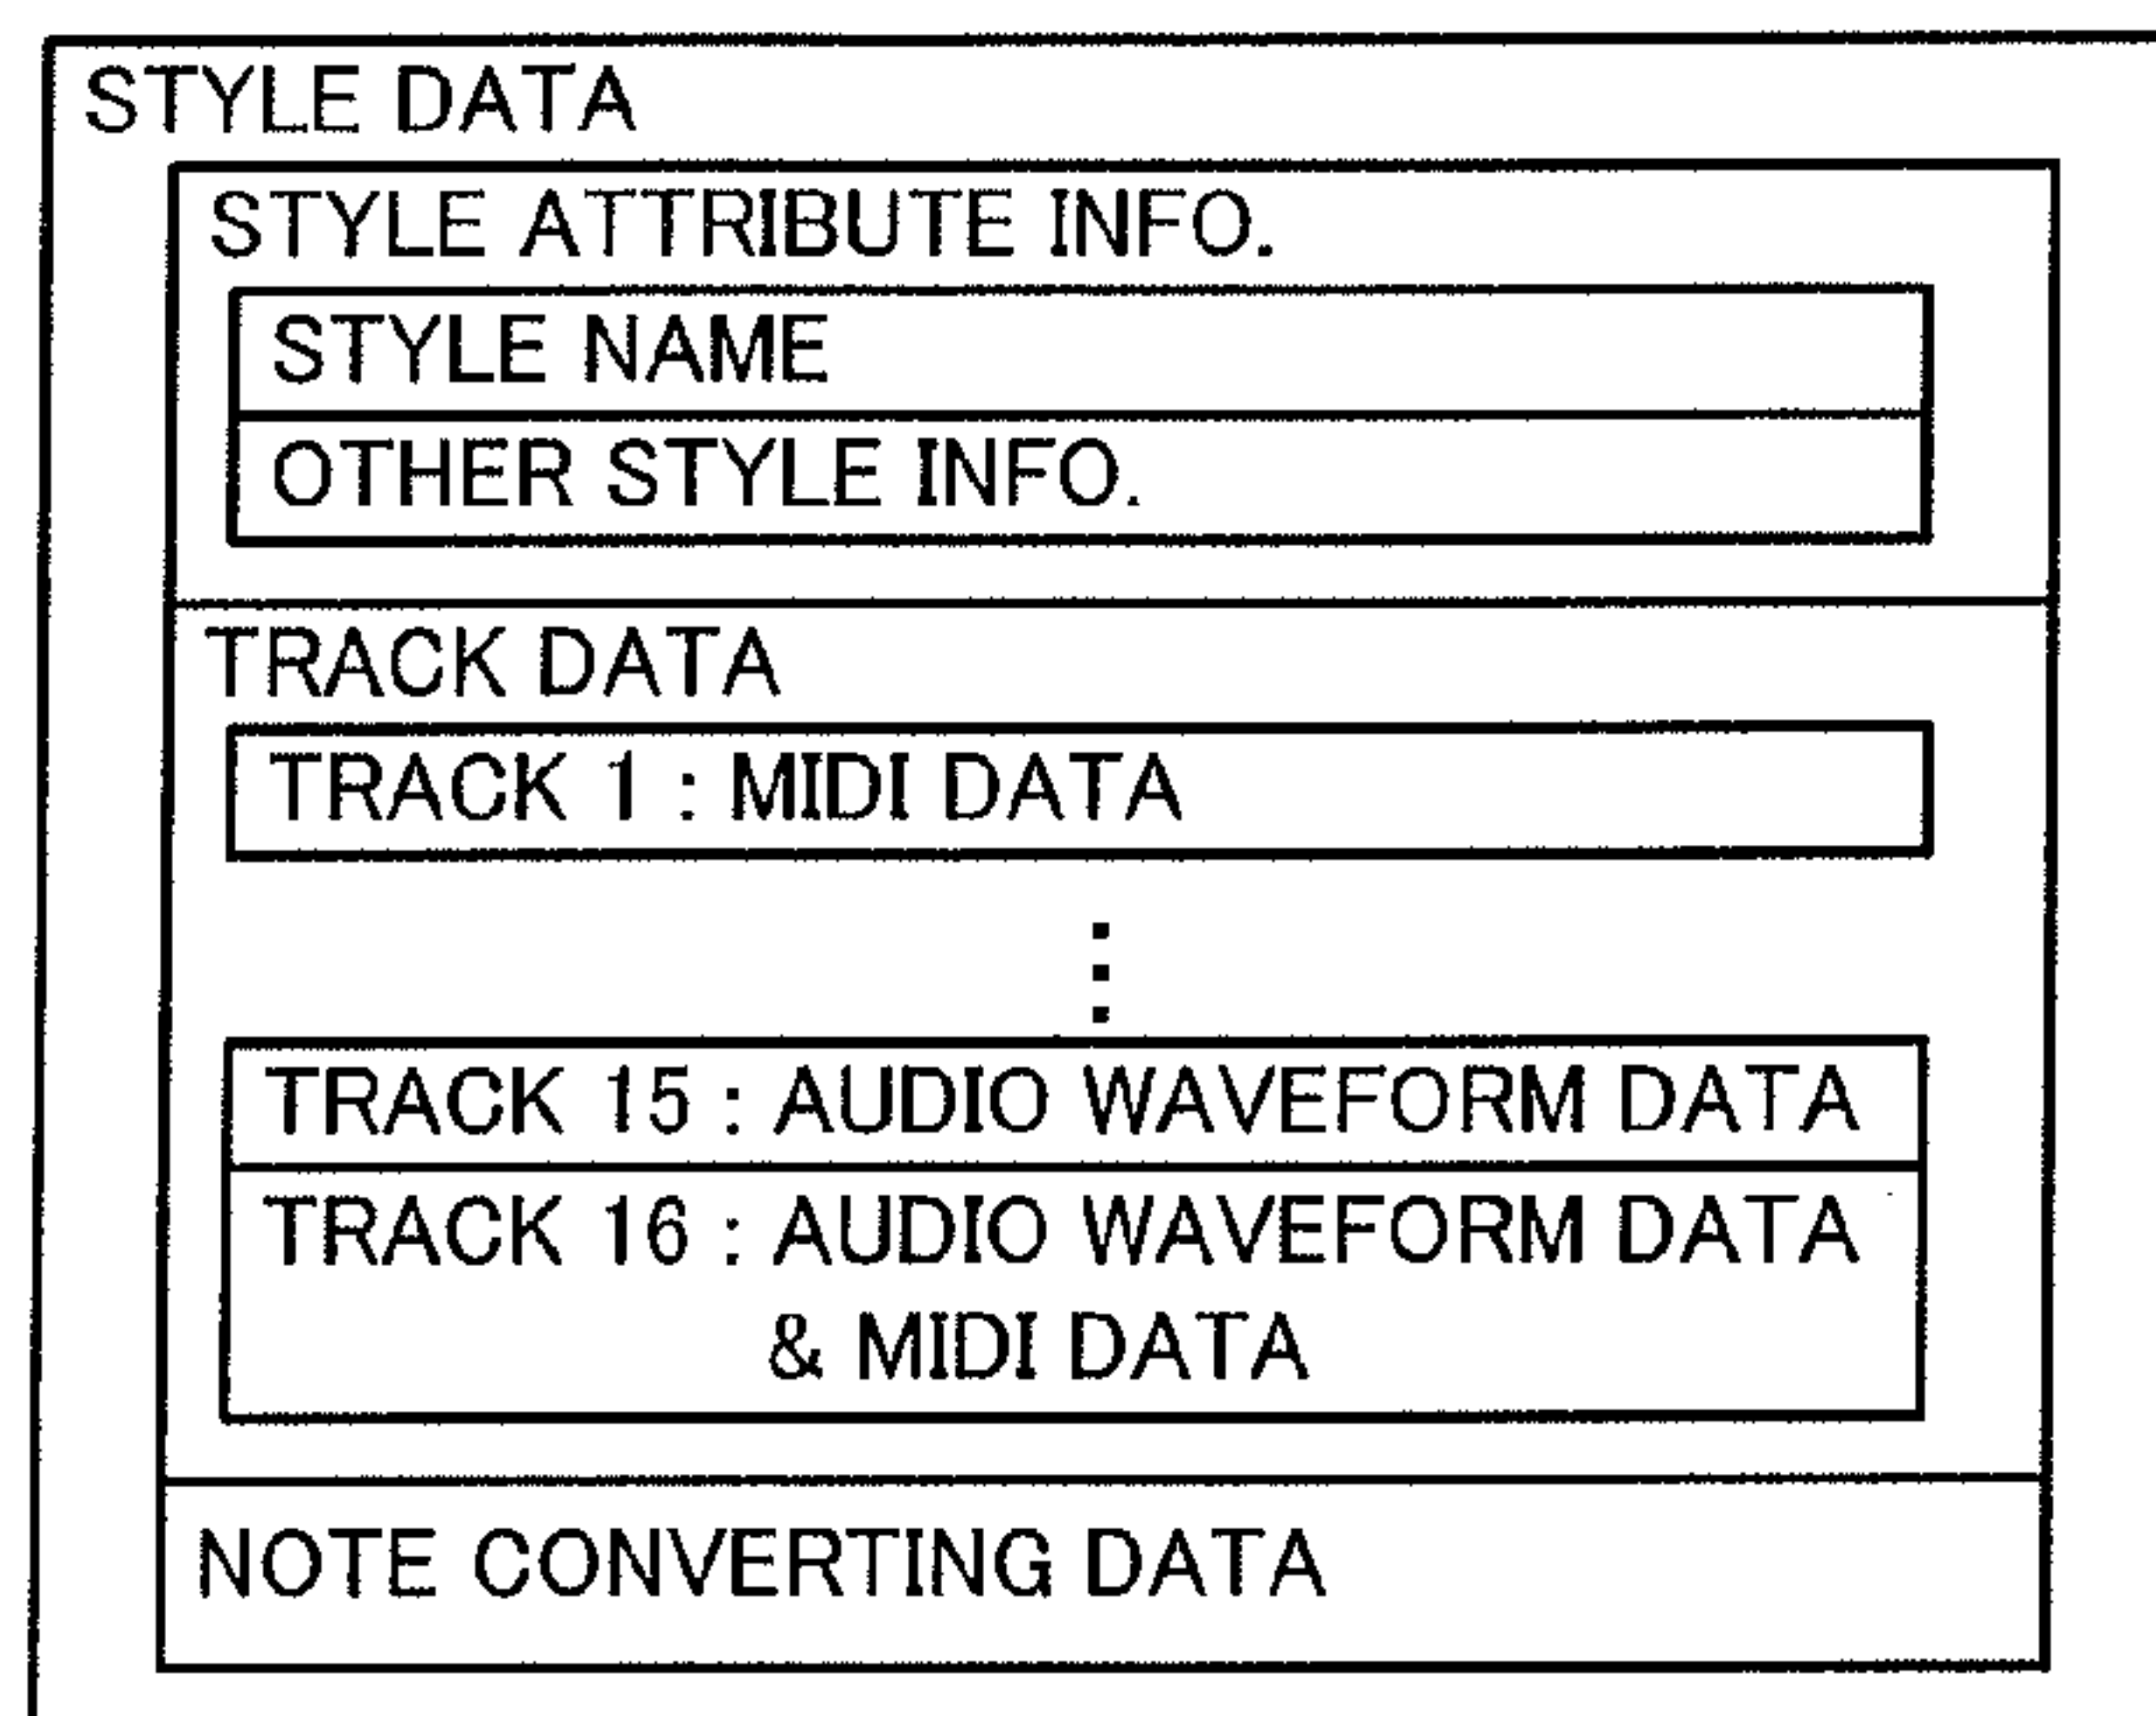 STYLE DATA
STYLE ATTRIBUTE INFO.
STYLE NAME
OTHER STYLE INFO.
TRACK DATA
TRACK 1 : MIDI DATA
TRACK 15 : AUDIO WAVEFORM DATA
TRACK 16 : AUDIO WAVEFORM DATA
& MIDI DATA
NOTE CONVERTING DATA